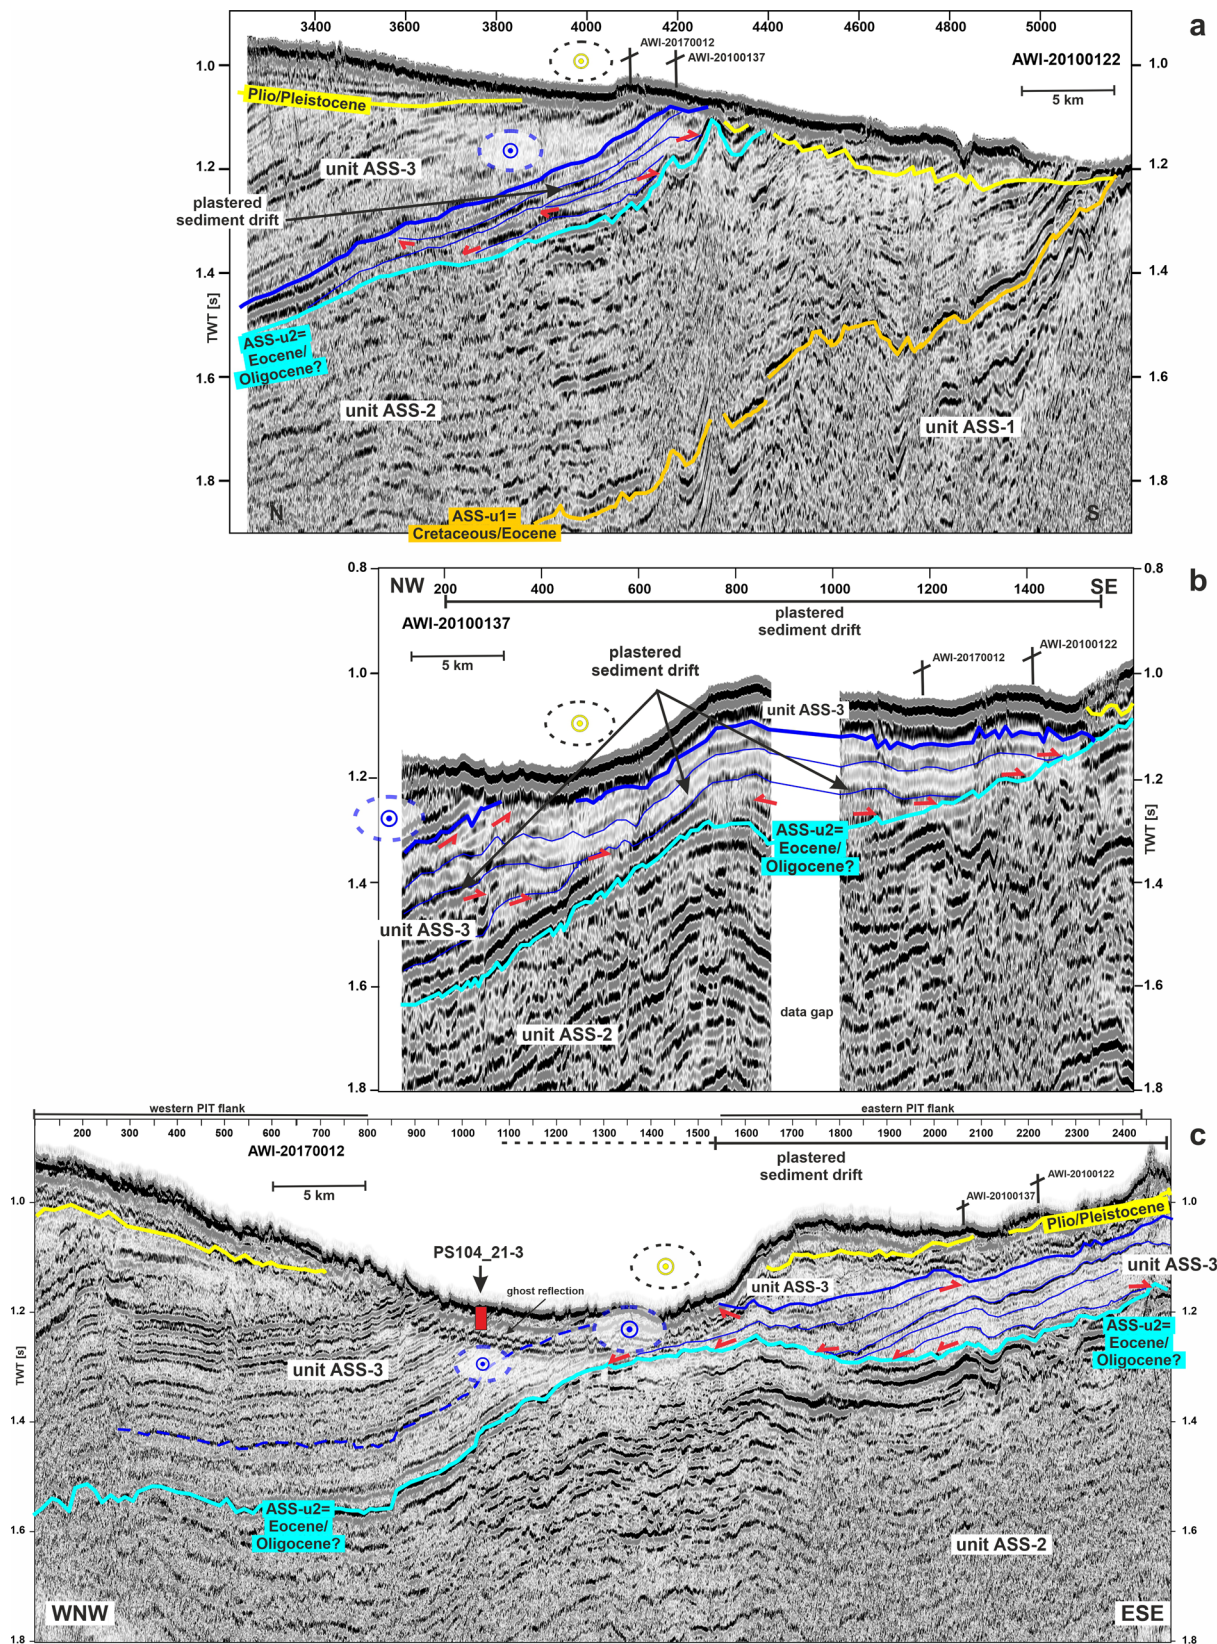 a
3400 3600 3800 4000 4200 4400 4600 4800 5000
AWI-20170012
AWI-20100137
AWI-20100122
5 km
1.0 1.0
Plio/Pleistocene
unit ASS-3
1.2 1.2
plastered
sediment drift
1.4 1.4
TWT [s]
ASS-u2=
Eocene/
Oligocene?
1.6 1.6
unit ASS-2
unit ASS-1
1.8 1.8
N S
ASS-u1=
Cretaceous/Eocene
b
0.8 0.8
NW SE
200 400 600 800 1000 1200 1400
plastered
sediment drift
AWI-20100137
5 km
plastered
sediment drift
AWI-20170012
AWI-20100122
1.0 1.0
unit ASS-3
1.2 1.2
TWT [s]
ASS-u2=
Eocene/
Oligocene?
1.4 1.4
unit ASS-3
1.6 1.6
data gap
unit ASS-2
1.8 1.8
c
western PIT flank eastern PIT flank
200 300 400 500 600 700 800 900 1000 1100 1200 1300 1400 1500 1600 1700 1800 1900 2000 2100 2200 2300 2400
AWI-20170012
plastered
sediment drift
5 km
AWI-20100122
AWI-20100137
1.0 1.0
Plio/Pleistocene
PS104_21-3
unit ASS-3
unit ASS-3
ghost reflection
1.2 1.2
ASS-u2=
Eocene/
Oligocene?
TWT [s]
unit ASS-3
1.4 1.4
ASS-u2=
Eocene/
Oligocene?
1.6 1.6
unit ASS-2
WNW ESE
1.8 1.8